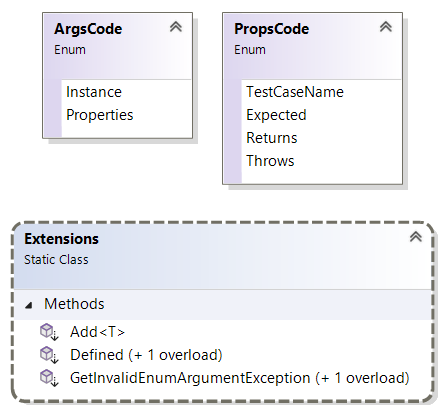 ArgsCode
Enum
Instance
Properties
PropsCode
Enum
TestCaseName
Expected
Returns
Throws
Extensions
Static Class
Methods
Add<T>
Defined (+ 1 overload)
GetInvalidEnumArgumentException (+ 1 overload)